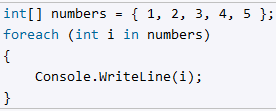 int[] numbers = { 1, 2, 3, 4, 5 };
foreach (int i in numbers)
{
    Console.WriteLine(i);
}